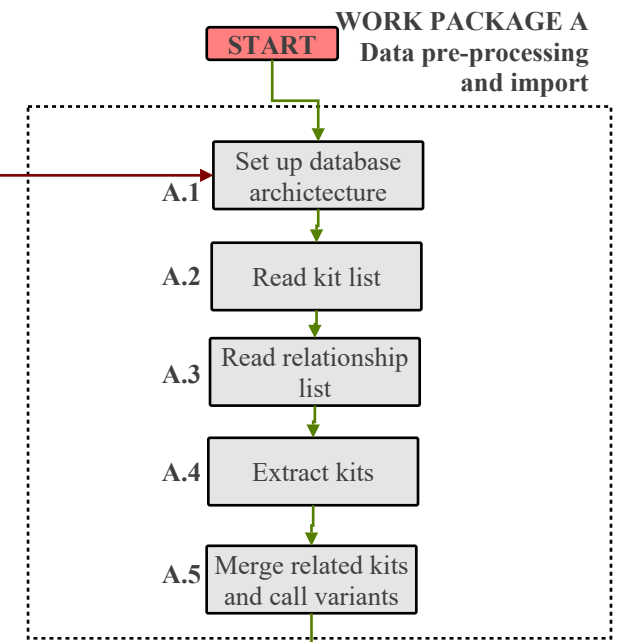 WORK PACKAGE A
START
Data pre-processing
and import
Set up database
A.1
archictecture
A.2
Read kit list
Read relationship
A.3
list
A.4
Extract kits
A.5
Merge related kits
and call variants